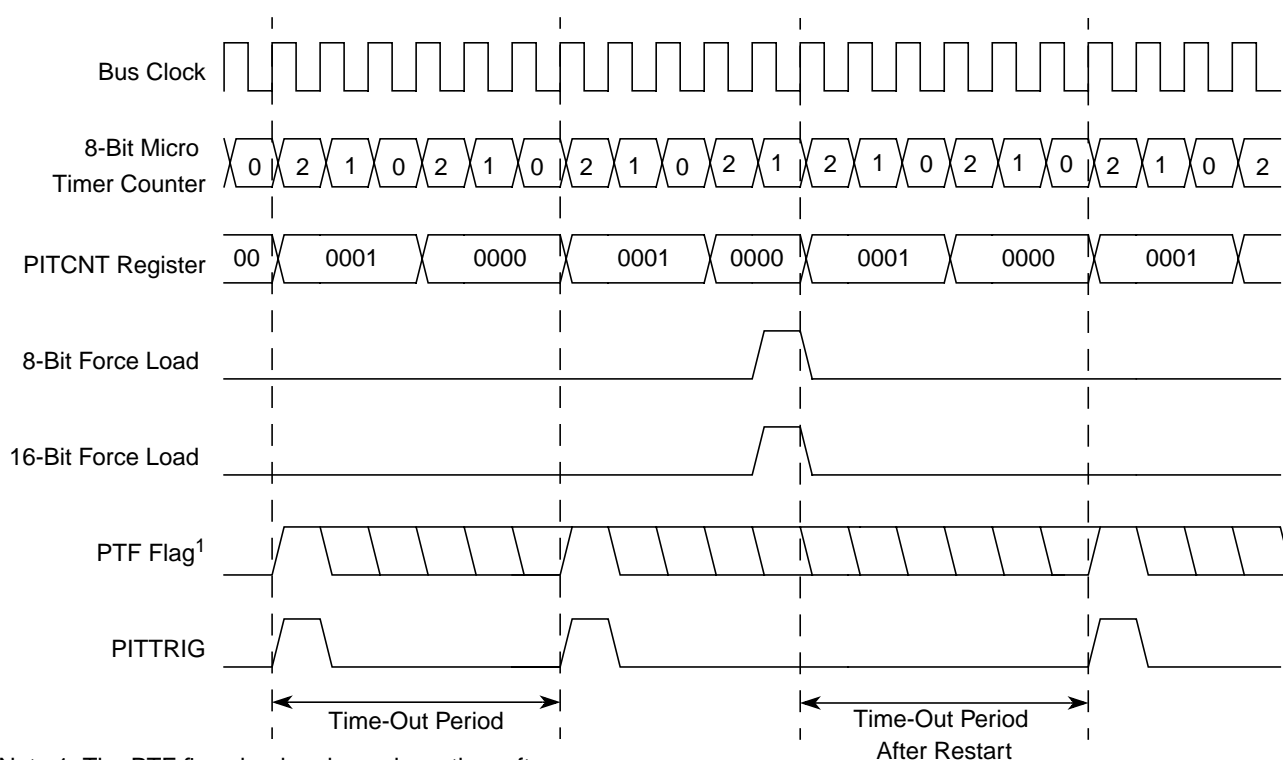 Bus Clock
8-Bit Micro
Timer Counter
0 2 1 0 2 1 0 2 1 0 2 1 2 1 0 2 1 0 2 1 0 2
PITCNT Register
00 0001 0000 0001 0000 0001 0000 0001
8-Bit Force Load
16-Bit Force Load
PTF Flag1
PITTRIG
Time-Out Period
Time-Out Period
After Restart